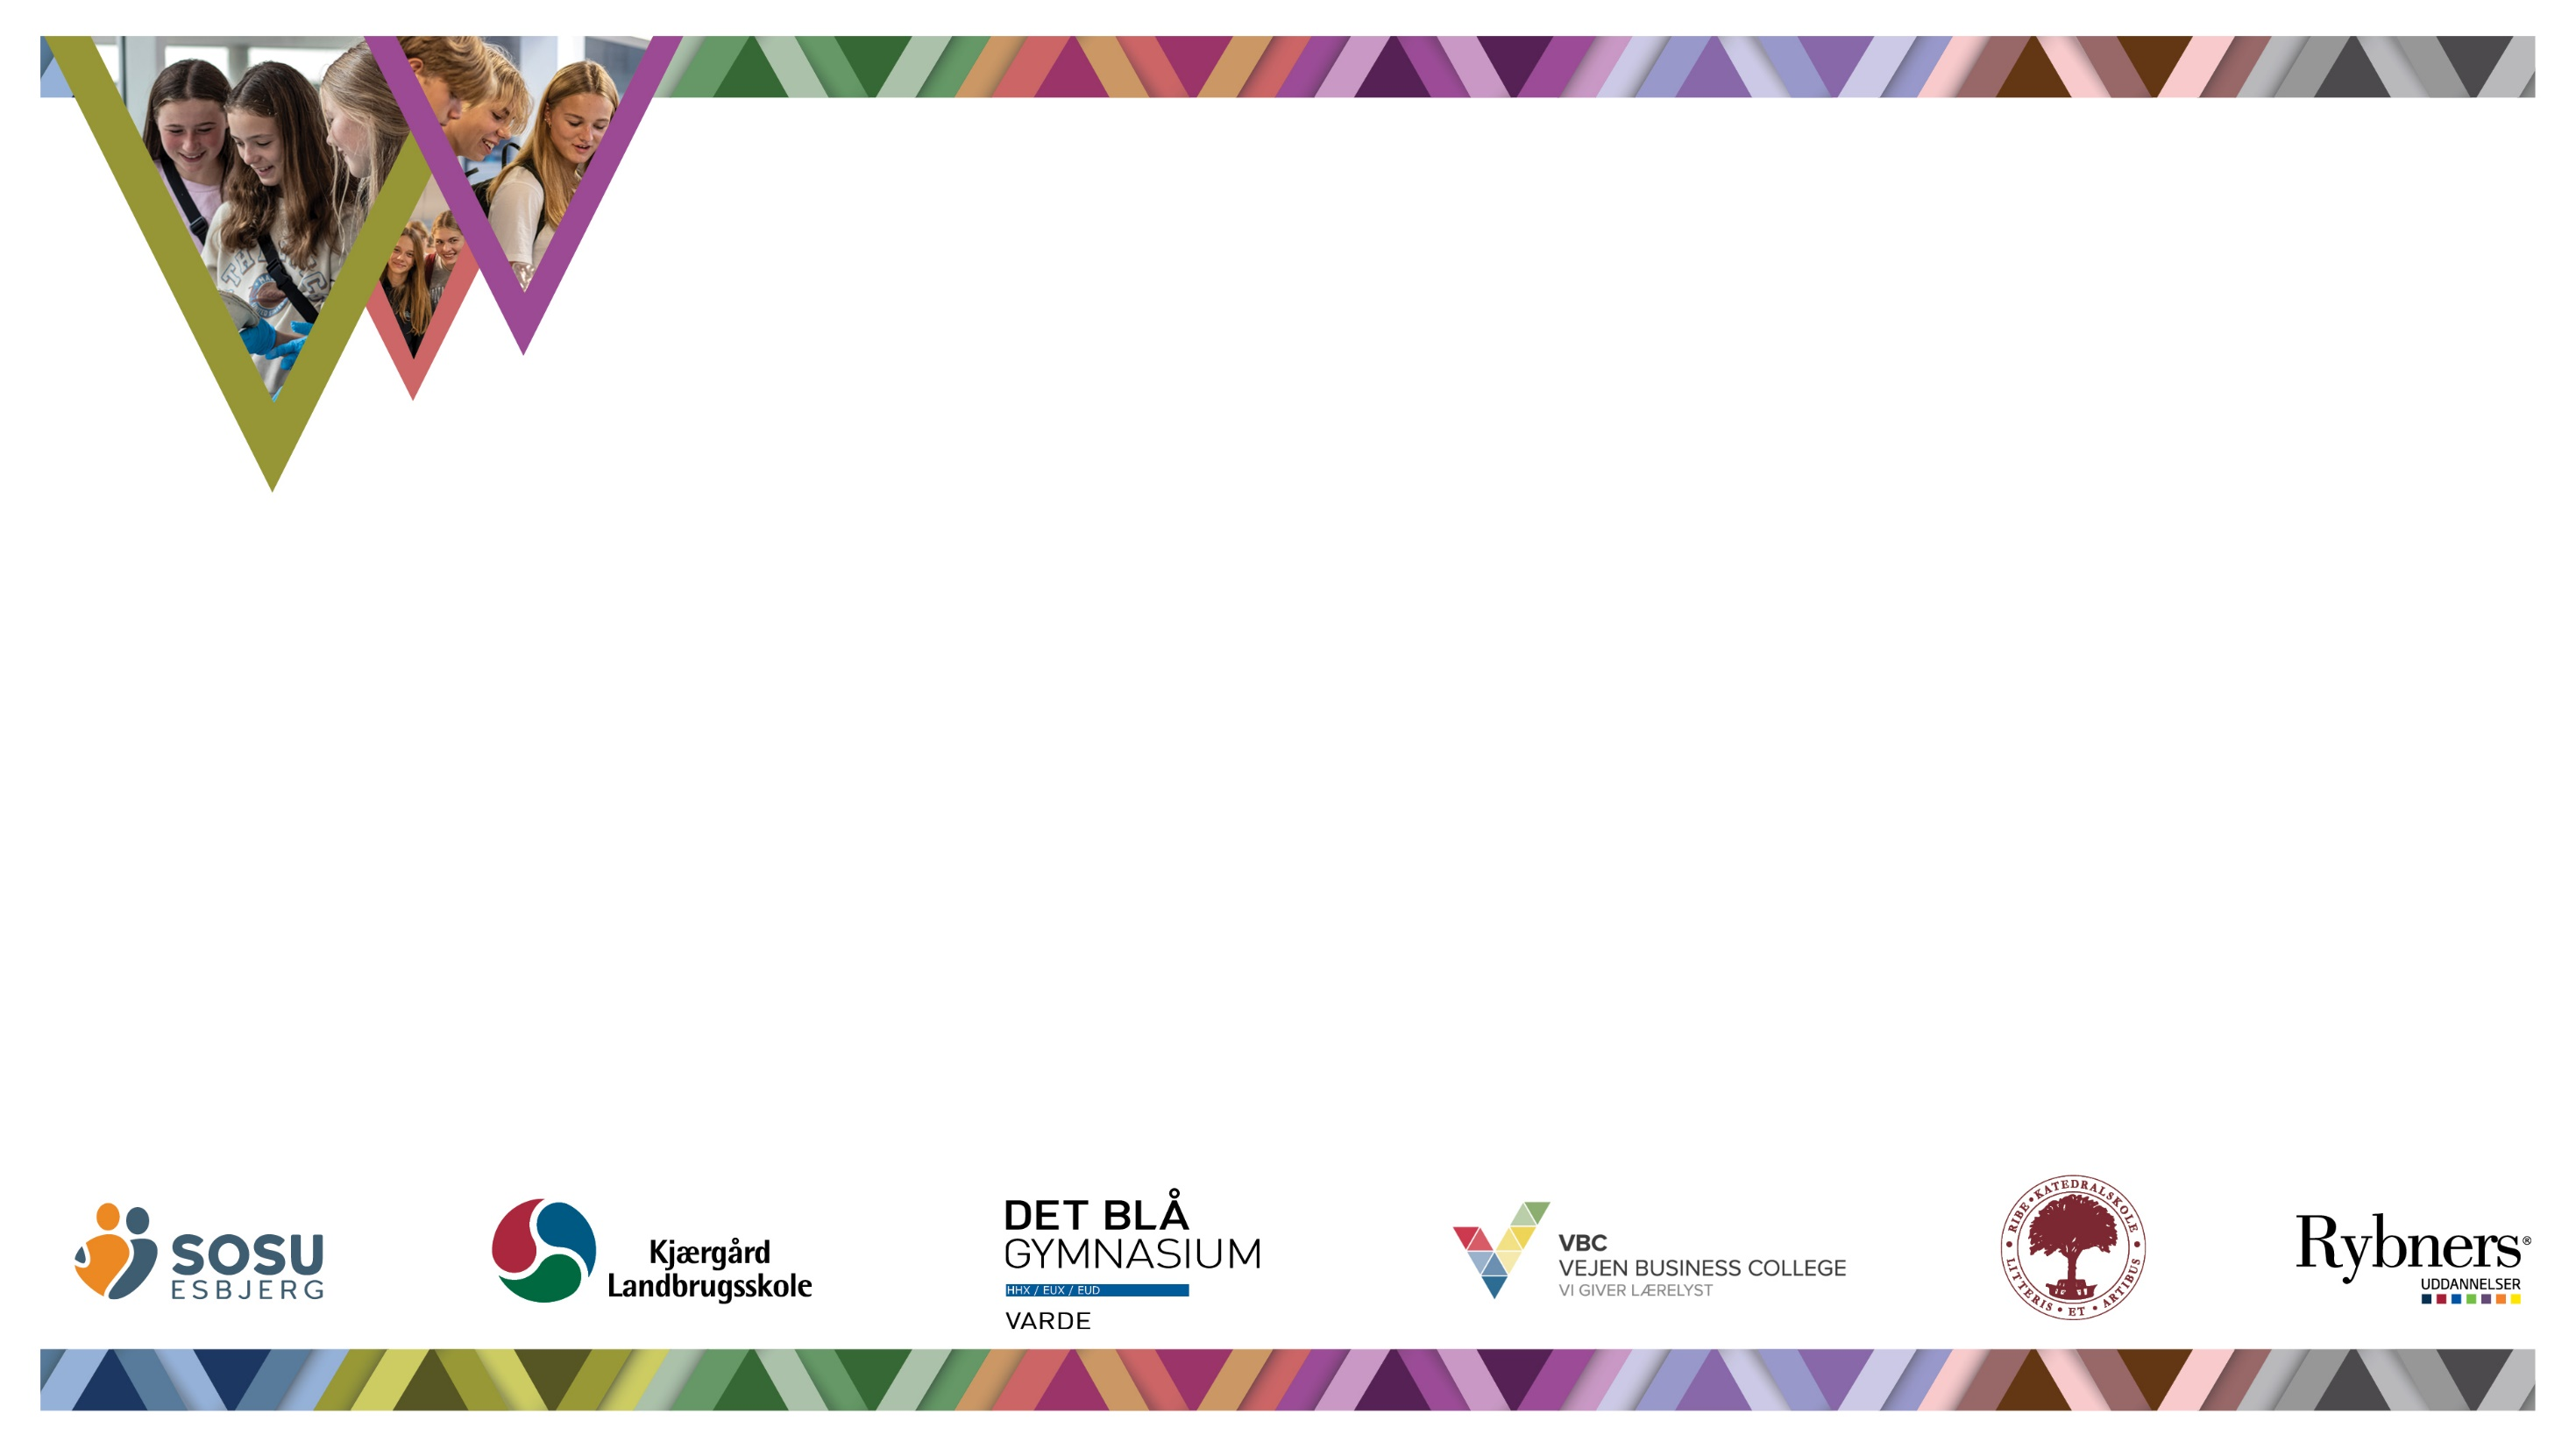 SOSU
ESBJERG
Kjærgård
Landbrugsskole
DET BLÅ
GYMNASIUM
HHX / EUX / EUD
VARDE
VBC
VEJEN BUSINESS COLLEGE
VI GIVER LÆRELYST
• RIBE • KATEDRALSKOLE •
LITTERIS • ET • ARTIBUS
Rybners®
UDDANNELSER